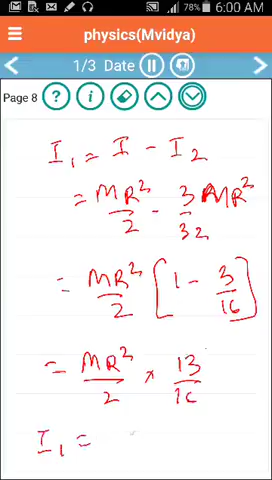 78% 6:00 AM
physics(Mvidya)
1/3 Date
Page 8 ? i
I₁ = I - I₂
= MR²/2 - 3/32 MR²
= MR²/2 [1 - 3/16]
= MR²/2 × 13/16
I₁ =